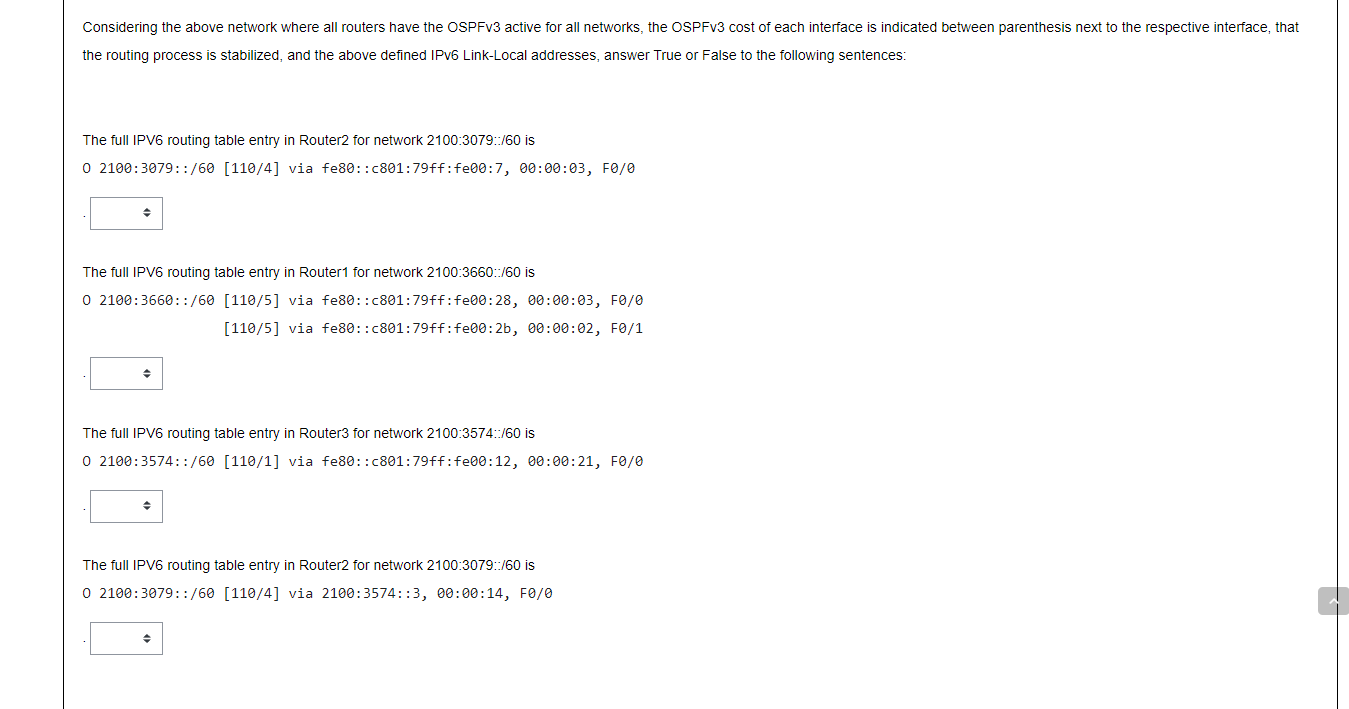 Considering the above network where all routers have the OSPFv3 active for all networks, the OSPFv3 cost of each interface is indicated between parenthesis next to the respective interface, that
the routing process is stabilized, and the above defined IPv6 Link-Local addresses, answer True or False to the following sentences:
The full IPV6 routing table entry in Router2 for network 2100:3079::/60 is
O 2100:3079::/60 [110/4] via fe80::c801:79ff:fe00:7, 00:00:03, F0/0
.
The full IPV6 routing table entry in Router1 for network 2100:3660::/60 is
O 2100:3660::/60 [110/5] via fe80::c801:79ff:fe00:28, 00:00:03, F0/0
[110/5] via fe80::c801:79ff:fe00:2b, 00:00:02, F0/1
.
The full IPV6 routing table entry in Router3 for network 2100:3574::/60 is
O 2100:3574::/60 [110/1] via fe80::c801:79ff:fe00:12, 00:00:21, F0/0
.
The full IPV6 routing table entry in Router2 for network 2100:3079::/60 is
O 2100:3079::/60 [110/4] via 2100:3574::3, 00:00:14, F0/0
.